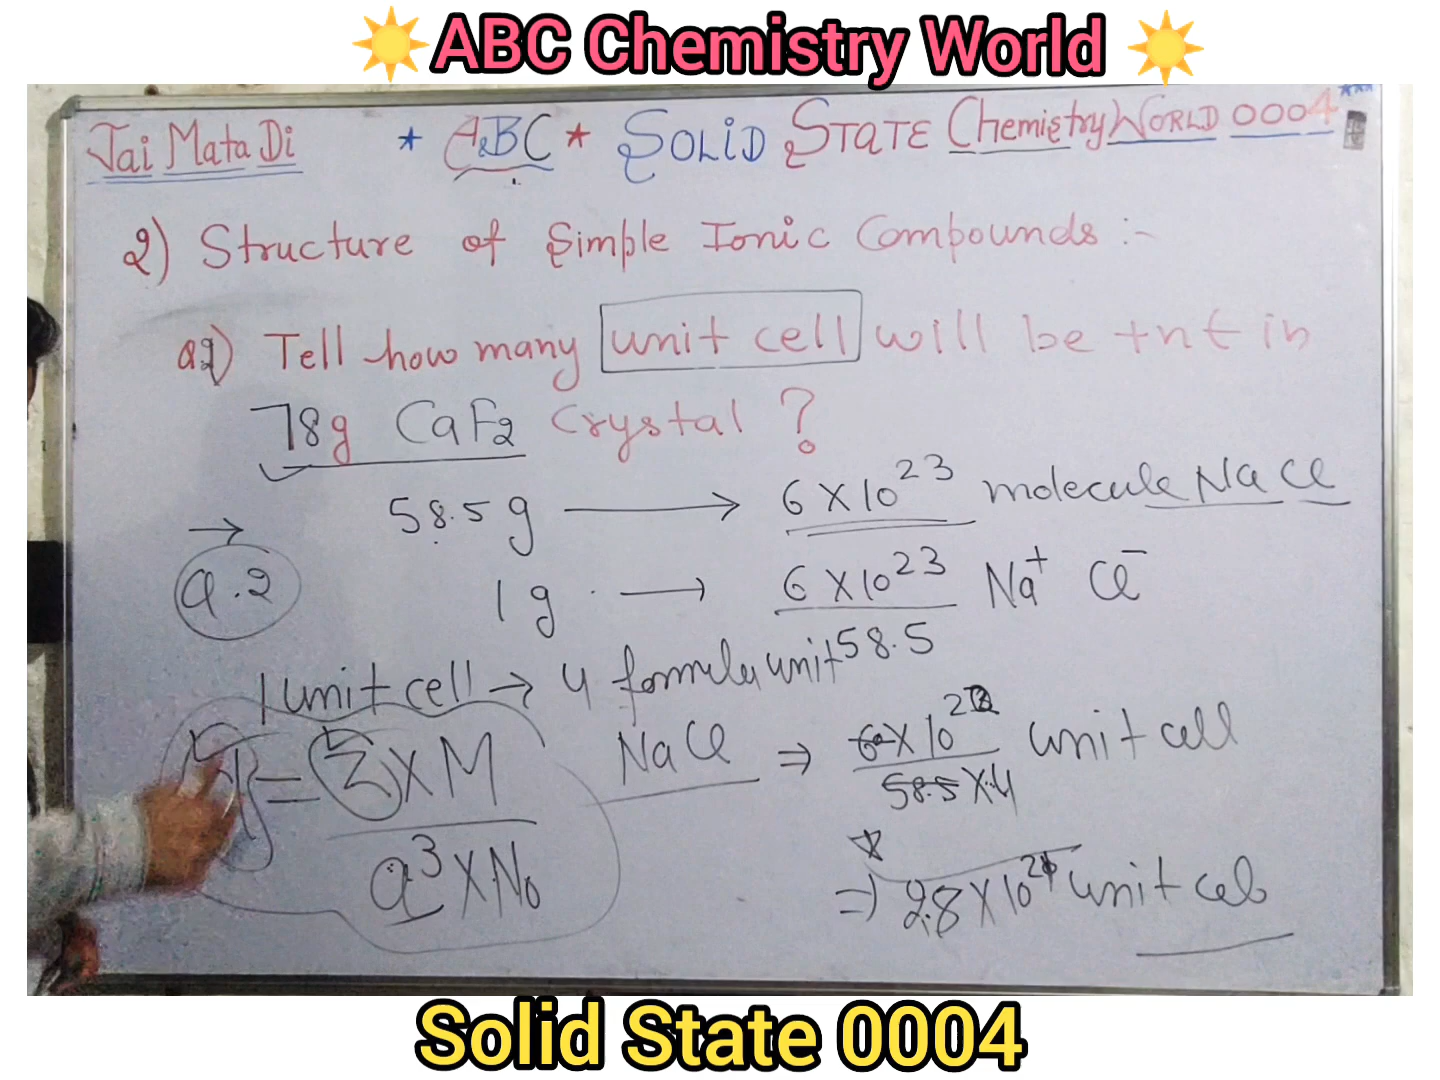 ABC Chemistry World
Jai Mata Di * ABC * SOLiD STATE Chemistry WORLD 0004
2) Structure of Simple Ionic Compounds :-
Q1) Tell how many unit cell will be +nt in
78g CaF2 Crystal ?
→ 58.5 g → 6 X 10^23 molecule NaCl
Q.2 1 g → 6 X 10^23 / 58.5 Na+ Cl-
1 unit cell → 4 formula unit
NaCl ⇒ 6 X 10^23 / 58.5 X 4 unit cell
= Z X M / a^3 X N0
⇒ 2.8 X 10^21 unit cell
Solid State 0004